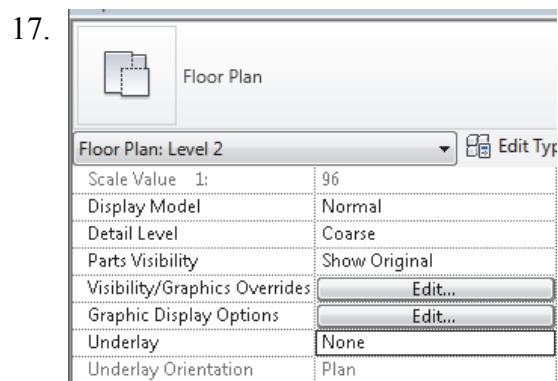 17.
Floor Plan
Floor Plan: Level 2 Edit Typ
Scale Value 1: 96
Display Model Normal
Detail Level Coarse
Parts Visibility Show Original
Visibility/Graphics Overrides Edit...
Graphic Display Options Edit...
Underlay None
Underlay Orientation Plan